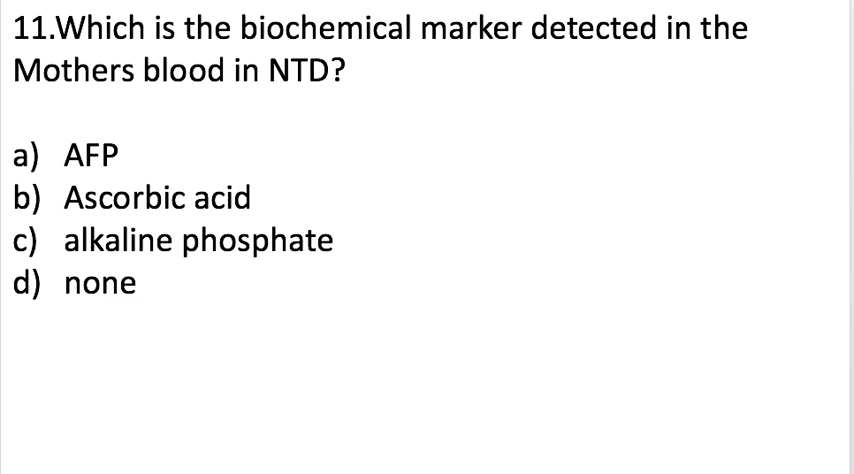 11.Which is the biochemical marker detected in the
Mothers blood in NTD?
a) AFP
b) Ascorbic acid
c) alkaline phosphate
d) none